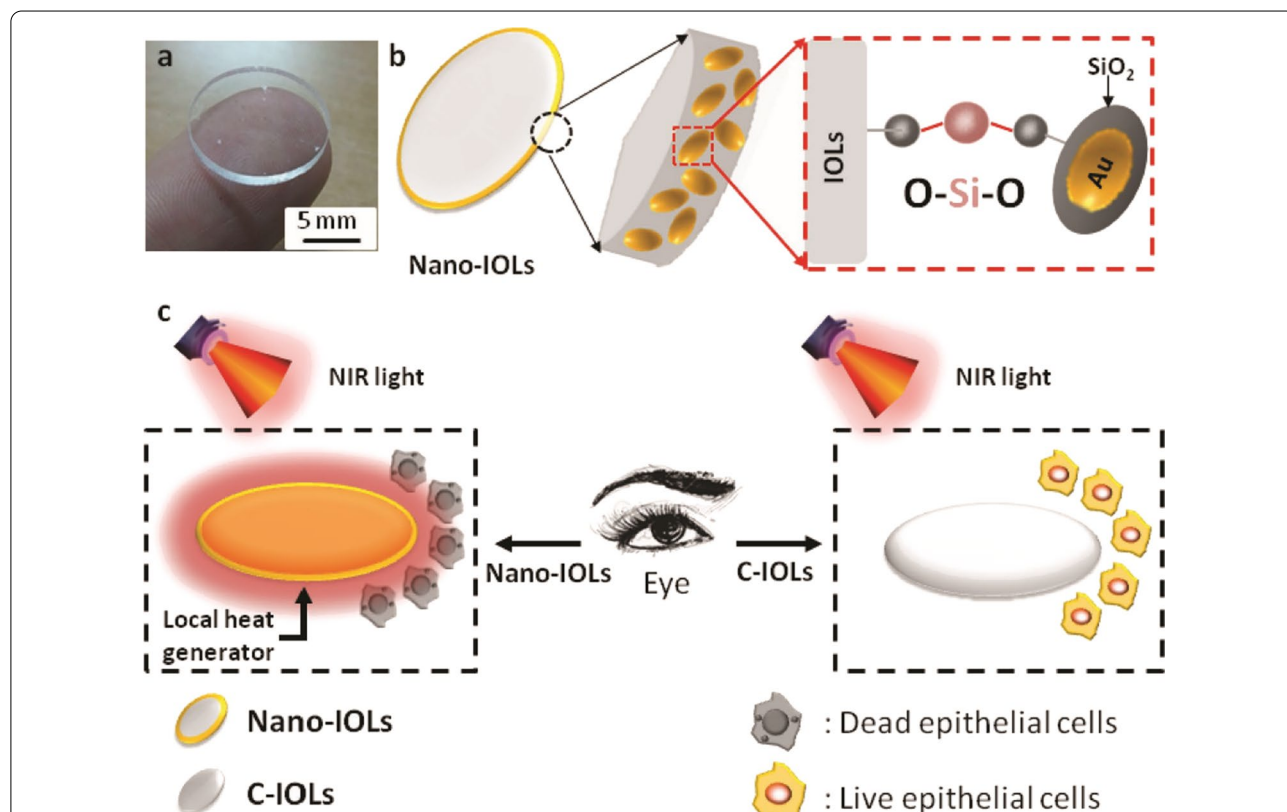 a
5 mm
b
Nano-IOLs
IOLs
O-Si-O
SiO₂
Au
c
NIR light
NIR light
Local heat
generator
Nano-IOLs
Eye
C-IOLs
Nano-IOLs
C-IOLs
: Dead epithelial cells
: Live epithelial cells